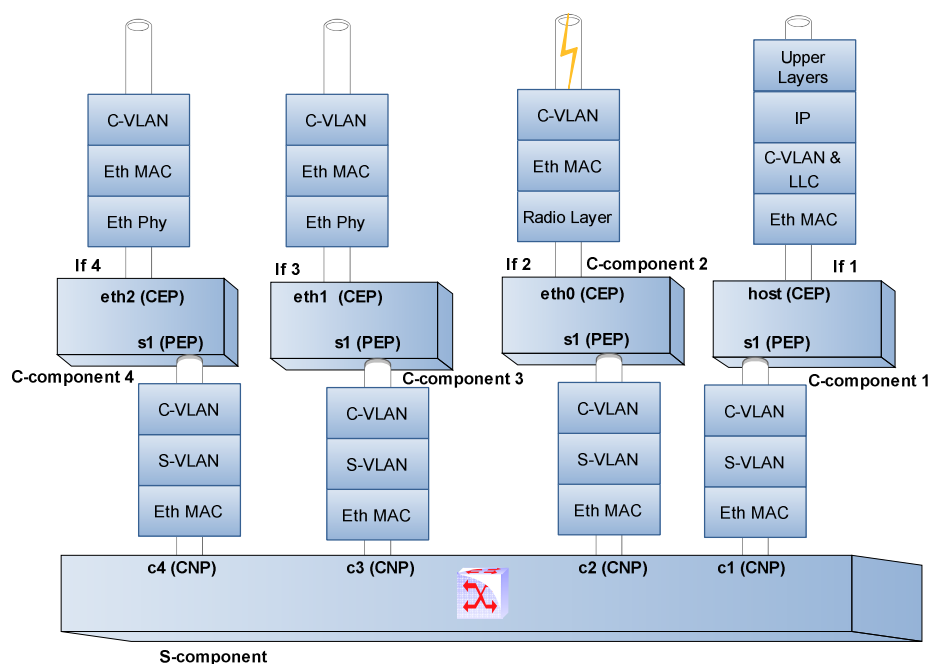 Upper
Layers
C-VLAN
C-VLAN
C-VLAN
IP
Eth MAC
Eth MAC
Eth MAC
C-VLAN &
LLC
Eth Phy
Eth Phy
Radio Layer
Eth MAC
If 4
If 3
If 2
C-component 2
If 1
eth2 (CEP)
eth1 (CEP)
eth0 (CEP)
host (CEP)
s1 (PEP)
s1 (PEP)
s1 (PEP)
s1 (PEP)
C-component 4
C-component 3
C-component 1
C-VLAN
C-VLAN
C-VLAN
C-VLAN
S-VLAN
S-VLAN
S-VLAN
S-VLAN
Eth MAC
Eth MAC
Eth MAC
Eth MAC
c4 (CNP)
c3 (CNP)
c2 (CNP)
c1 (CNP)
S-component